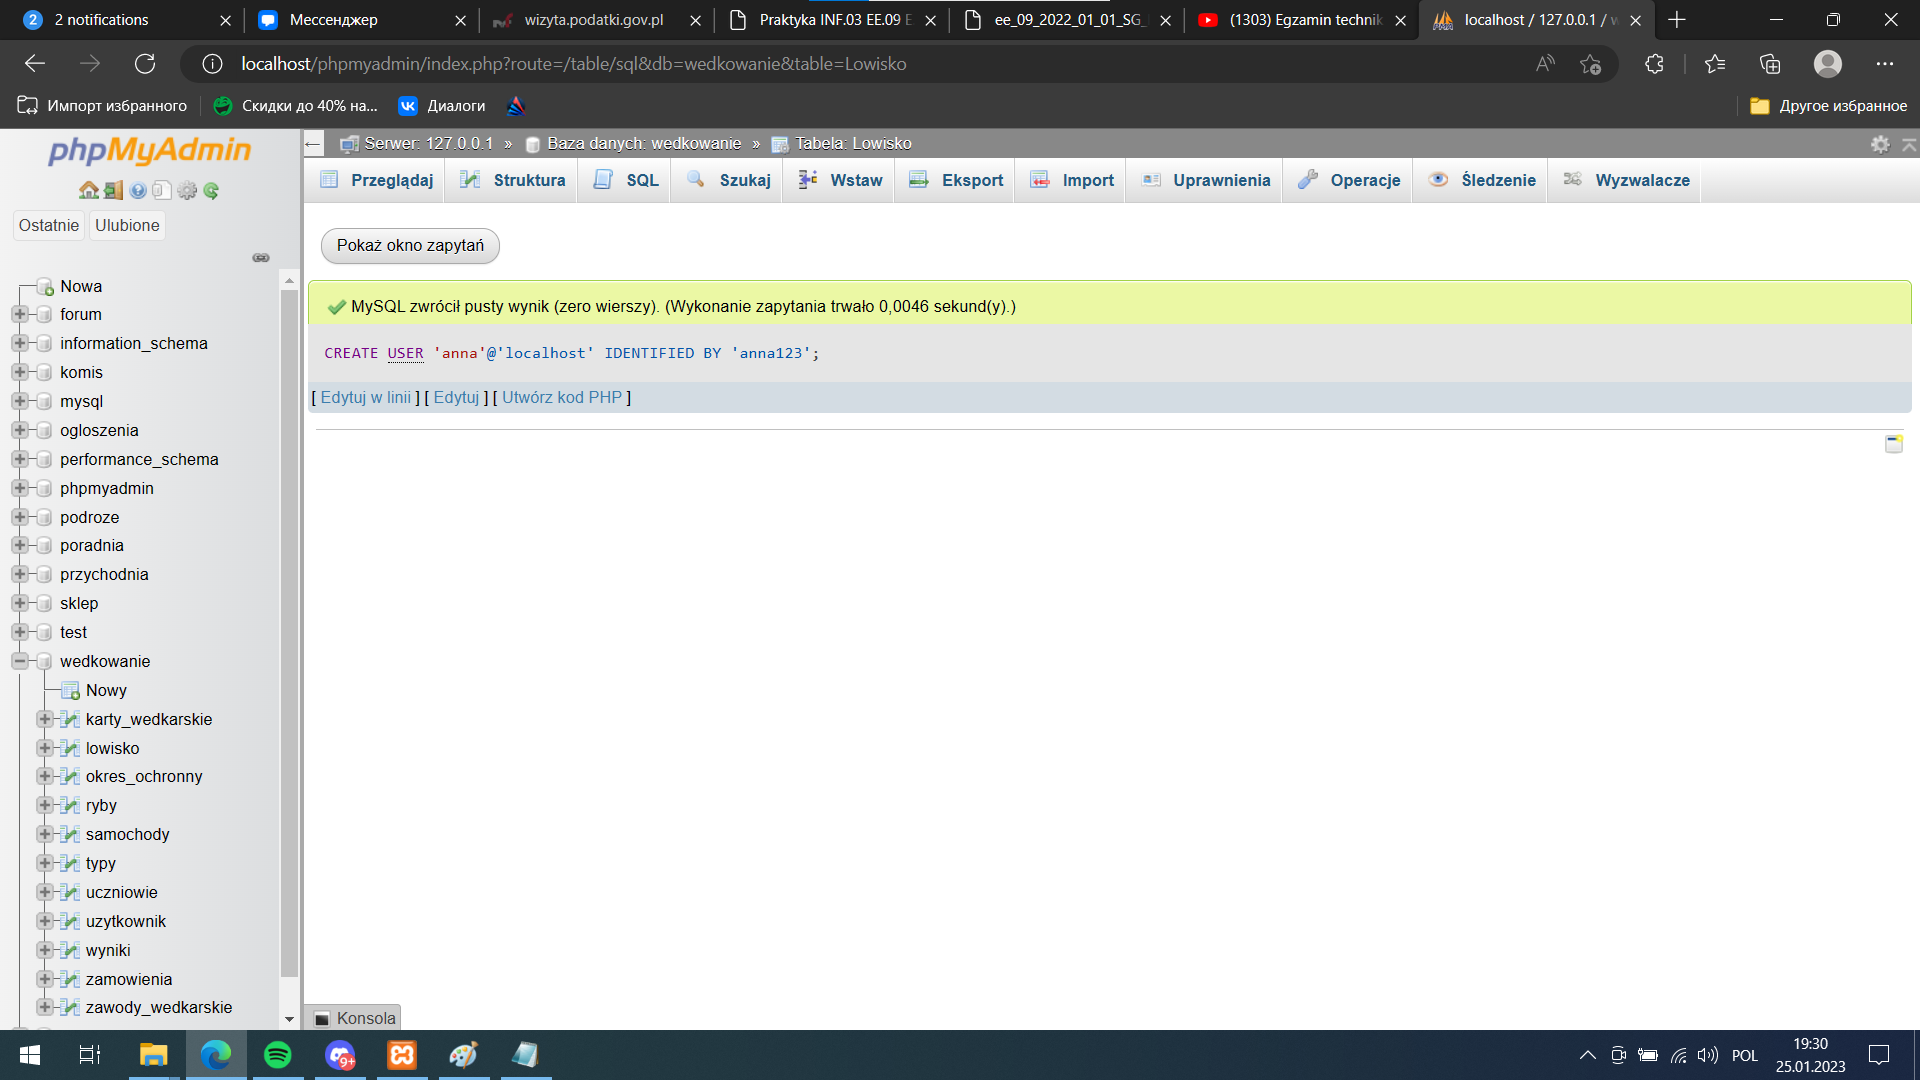 2 notifications
Мессенджер
wizyta.podatki.gov.pl
Praktyka INF.03 EE.09 E
ee_09_2022_01_01_SG_
(1303) Egzamin technik
localhost / 127.0.0.1 / w
localhost/phpmyadmin/index.php?route=/table/sql&db=wedkowanie&table=Lowisko
Импорт избранного
Скидки до 40% на...
Диалоги
Другое избранное
phpMyAdmin
Ostatnie
Ulubione
Nowa
forum
information_schema
komis
mysql
ogloszenia
performance_schema
phpmyadmin
podroze
poradnia
przychodnia
sklep
test
wedkowanie
Nowy
karty_wedkarskie
lowisko
okres_ochronny
ryby
samochody
typy
uczniowie
uzytkownik
wyniki
zamowienia
zawody_wedkarskie
Serwer: 127.0.0.1 » Baza danych: wedkowanie » Tabela: Lowisko
Przeglądaj
Struktura
SQL
Szukaj
Wstaw
Eksport
Import
Uprawnienia
Operacje
Śledzenie
Wyzwalacze
Pokaż okno zapytań
MySQL zwrócił pusty wynik (zero wierszy). (Wykonanie zapytania trwało 0,0046 sekund(y).)
CREATE USER 'anna'@'localhost' IDENTIFIED BY 'anna123';
[ Edytuj w linii ] [ Edytuj ] [ Utwórz kod PHP ]
Konsola
9+
POL
19:30
25.01.2023